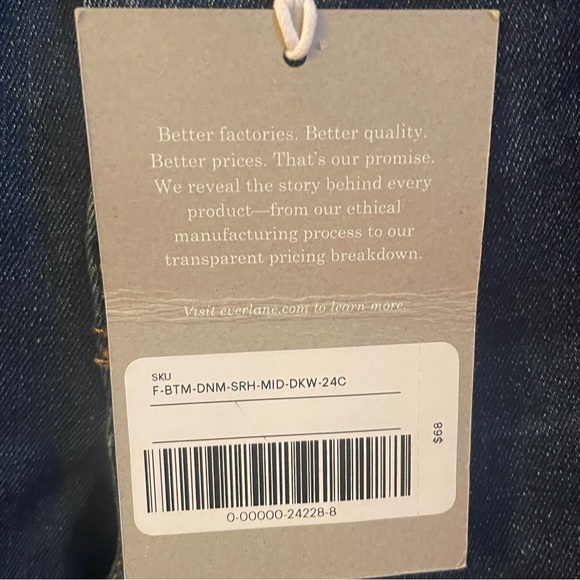 Better factories. Better quality.
Better prices. That's our promise.
We reveal the story behind every
product—from our ethical
manufacturing process to our
transparent pricing breakdown.
Visit everlane.com to learn more.
SKU
F-BTM-DNM-SRH-MID-DKW-24C
$68
0-00000-24228-8